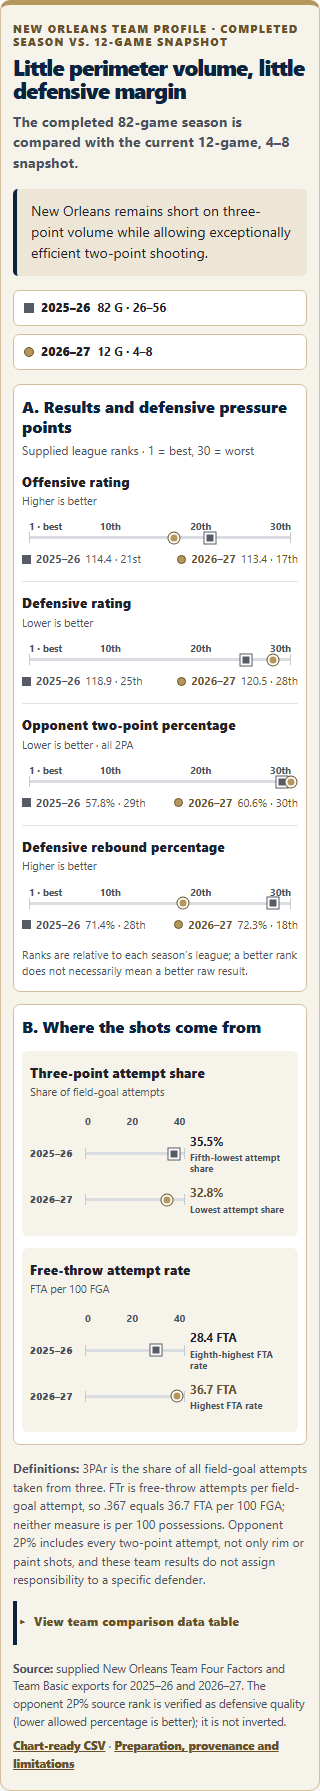 NEW ORLEANS TEAM PROFILE · COMPLETED
SEASON VS. 12-GAME SNAPSHOT
Little perimeter volume, little
defensive margin
The completed 82-game season is
compared with the current 12-game, 4–8
snapshot.
New Orleans remains short on three-
point volume while allowing exceptionally
efficient two-point shooting.
2025–26 82 G · 26–56
2026–27 12 G · 4–8
A. Results and defensive pressure
points
Supplied league ranks · 1 = best, 30 = worst
Offensive rating
Higher is better
1 · best 10th 20th 30th
2025–26 114.4 · 21st 2026–27 113.4 · 17th
Defensive rating
Lower is better
1 · best 10th 20th 30th
2025–26 118.9 · 25th 2026–27 120.5 · 28th
Opponent two-point percentage
Lower is better · all 2PA
1 · best 10th 20th 30th
2025–26 57.8% · 29th 2026–27 60.6% · 30th
Defensive rebound percentage
Higher is better
1 · best 10th 20th 30th
2025–26 71.4% · 28th 2026–27 72.3% · 18th
Ranks are relative to each season's league; a better rank
does not necessarily mean a better raw result.
B. Where the shots come from
Three-point attempt share
Share of field-goal attempts
0 20 40
2025–26 35.5%
Fifth-lowest attempt
share
2026–27 32.8%
Lowest attempt share
Free-throw attempt rate
FTA per 100 FGA
0 20 40
2025–26 28.4 FTA
Eighth-highest FTA
rate
2026–27 36.7 FTA
Highest FTA rate
Definitions: 3PAr is the share of all field-goal attempts
taken from three. FTr is free-throw attempts per field-
goal attempt, so .367 equals 36.7 FTA per 100 FGA;
neither measure is per 100 possessions. Opponent
2P% includes every two-point attempt, not only rim or
paint shots, and these team results do not assign
responsibility to a specific defender.
View team comparison data table
Source: supplied New Orleans Team Four Factors and
Team Basic exports for 2025–26 and 2026–27. The
opponent 2P% source rank is verified as defensive quality
(lower allowed percentage is better); it is not inverted.
Chart-ready CSV · Preparation, provenance and
limitations